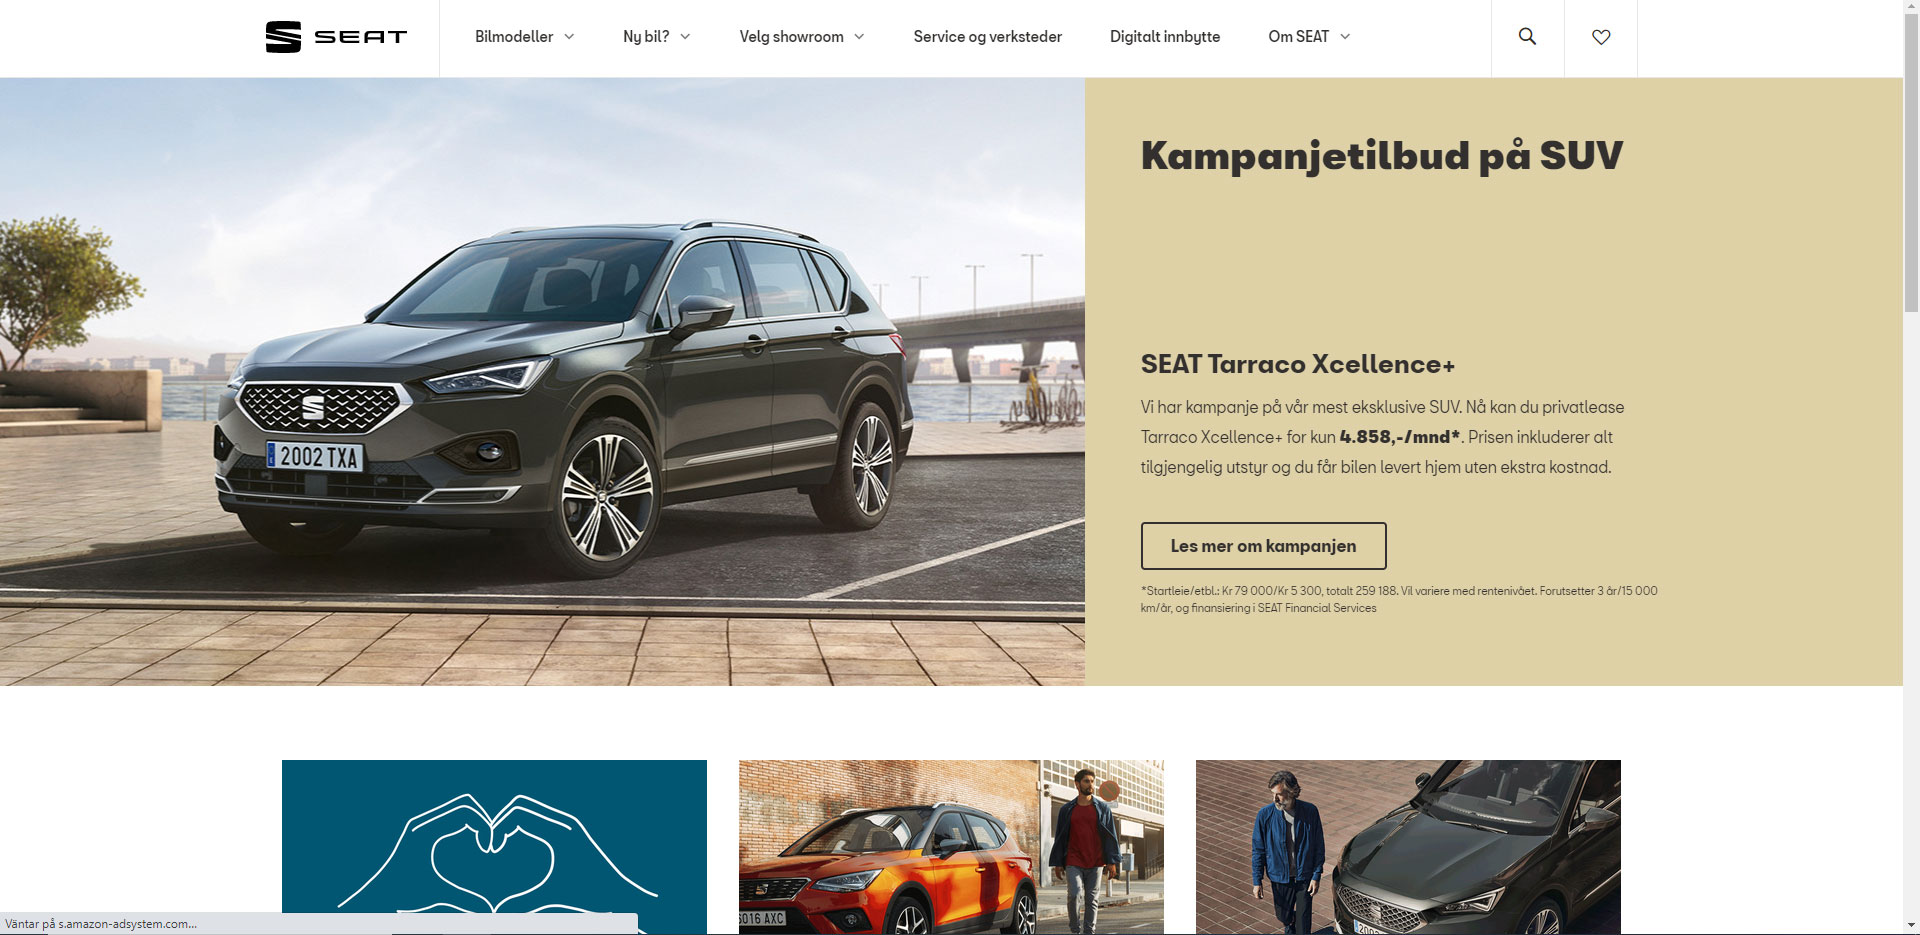 SEAT
Bilmodeller
Ny bil?
Velg showroom
Service og verksteder
Digitalt innbytte
Om SEAT
Kampanjetilbud på SUV
SEAT Tarraco Xcellence+
Vi har kampanje på vår mest eksklusive SUV. Nå kan du privatlease
Tarraco Xcellence+ for kun 4.858,-/mnd*. Prisen inkluderer alt
tilgjengelig utstyr og du får bilen levert hjem uten ekstra kostnad.
Les mer om kampanjen
*Startleie/etbl.: Kr 79 000/Kr 5 300, totalt 259 188. Vil variere med rentenivået. Forutsetter 3 år/15 000
km/år, og finansiering i SEAT Financial Services
2002 TXA
6016 AXC
2002
Väntar på s.amazon-adsystem.com...